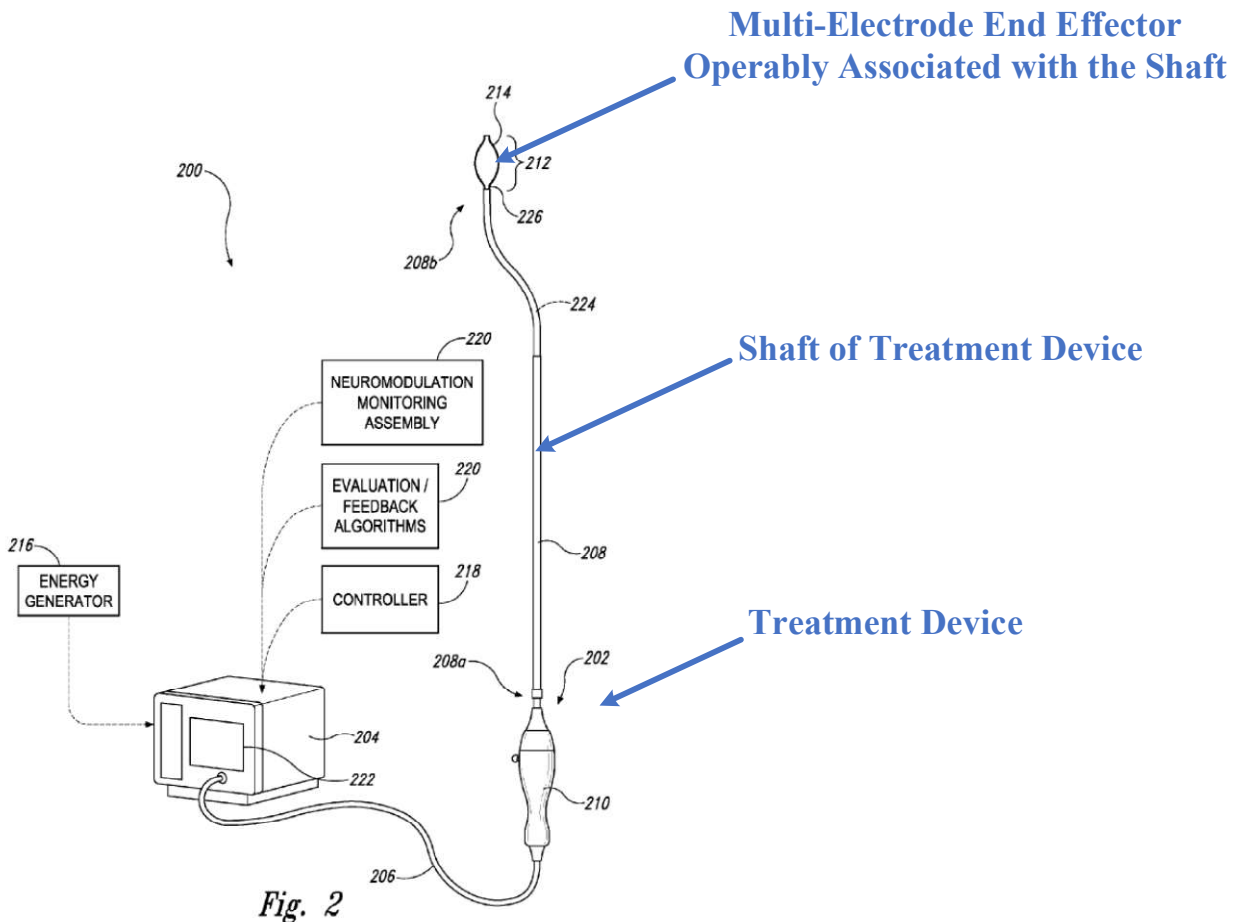 Multi-Electrode End Effector
Operably Associated with the Shaft
214
212
200
226
208b
224
220
NEUROMODULATION
MONITORING
ASSEMBLY
Shaft of Treatment Device
220
EVALUATION /
FEEDBACK
ALGORITHMS
216
ENERGY
GENERATOR
208
218
CONTROLLER
Treatment Device
208a
202
204
222
210
206
Fig. 2